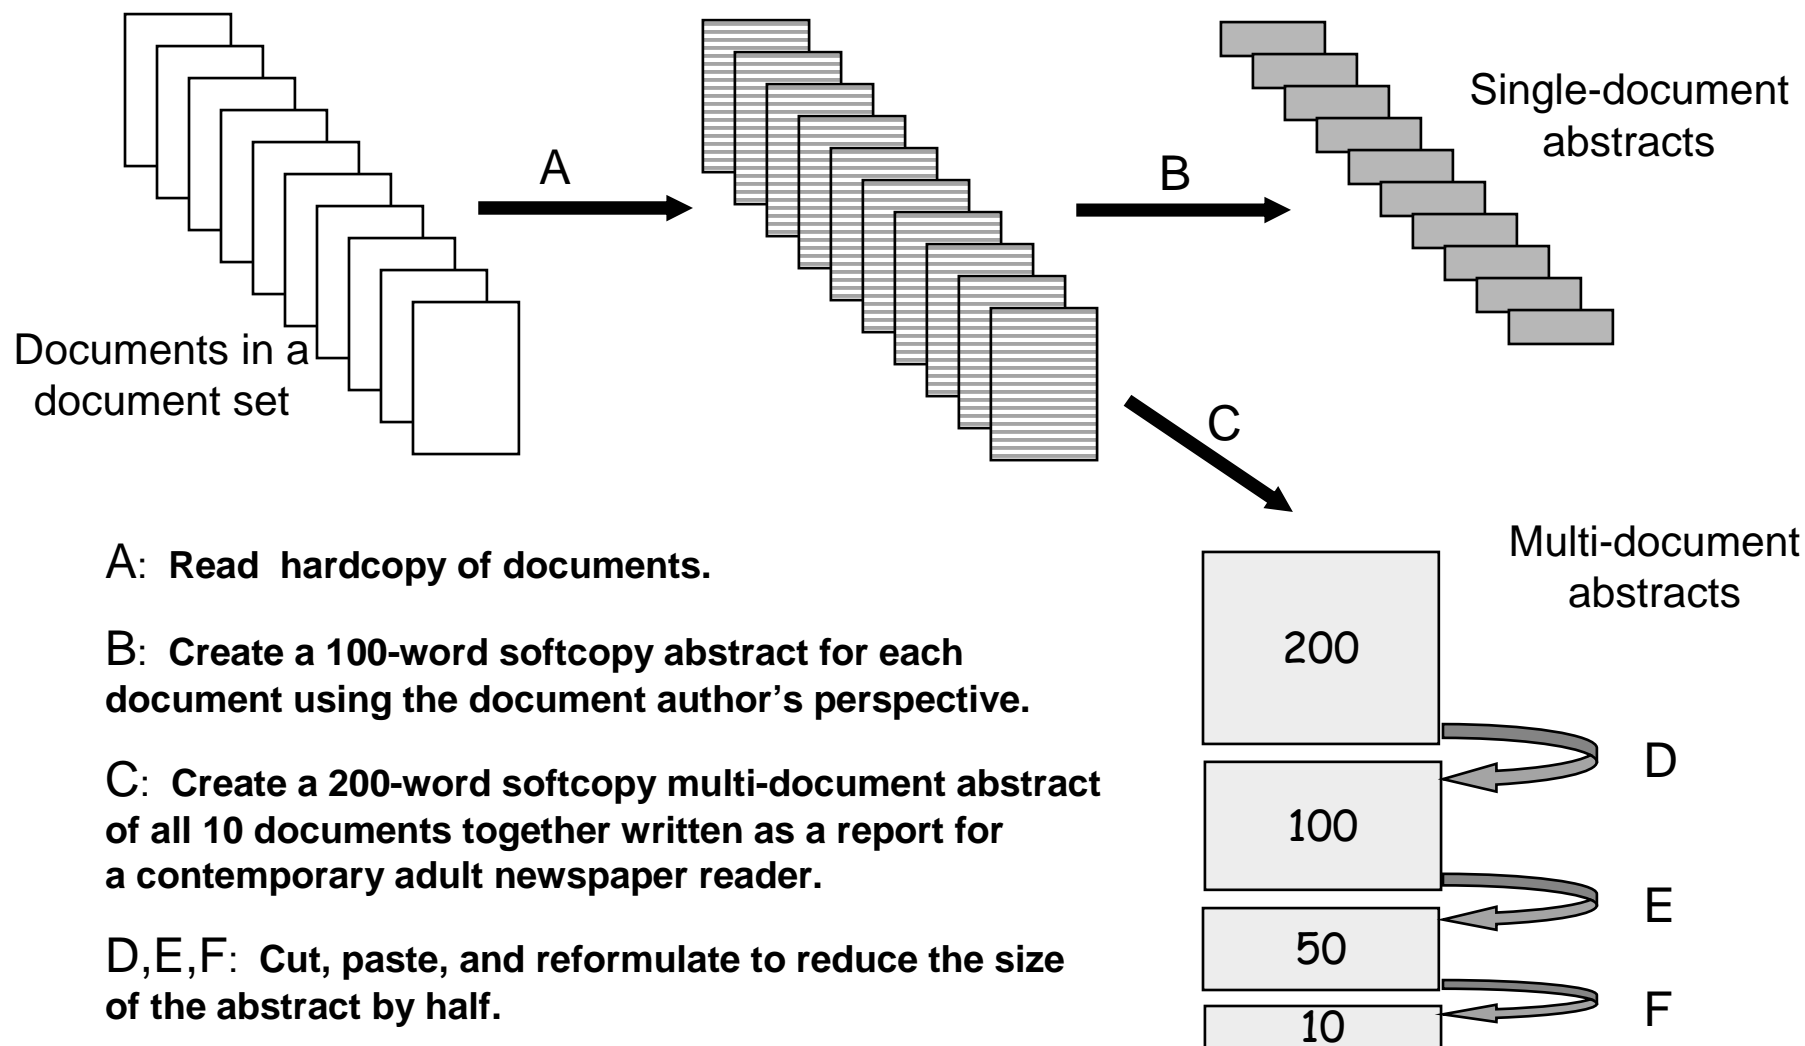 A
B
Single-document
abstracts
Documents in a
document set
C
A: Read  hardcopy of documents.
B: Create a 100-word softcopy abstract for each
document using the document author’s perspective.
C: Create a 200-word softcopy multi-document abstract
of all 10 documents together written as a report for
a contemporary adult newspaper reader.
D,E,F: Cut, paste, and reformulate to reduce the size
of the abstract by half.
Multi-document
abstracts
200
D
100
E
50
F
10